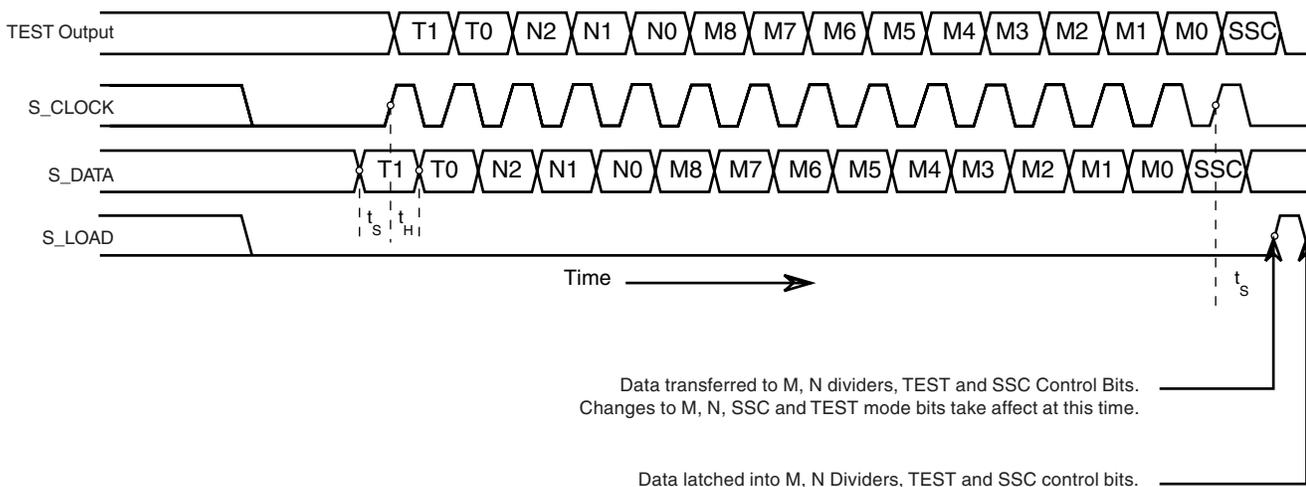 TEST Output T1 T0 N2 N1 N0 M8 M7 M6 M5 M4 M3 M2 M1 M0 SSC
S_CLOCK
S_DATA T1 T0 N2 N1 N0 M8 M7 M6 M5 M4 M3 M2 M1 M0 SSC
tS tH
S_LOAD
Time
tS
Data transferred to M, N dividers, TEST and SSC Control Bits.
Changes to M, N, SSC and TEST mode bits take affect at this time.
Data latched into M, N Dividers, TEST and SSC control bits.